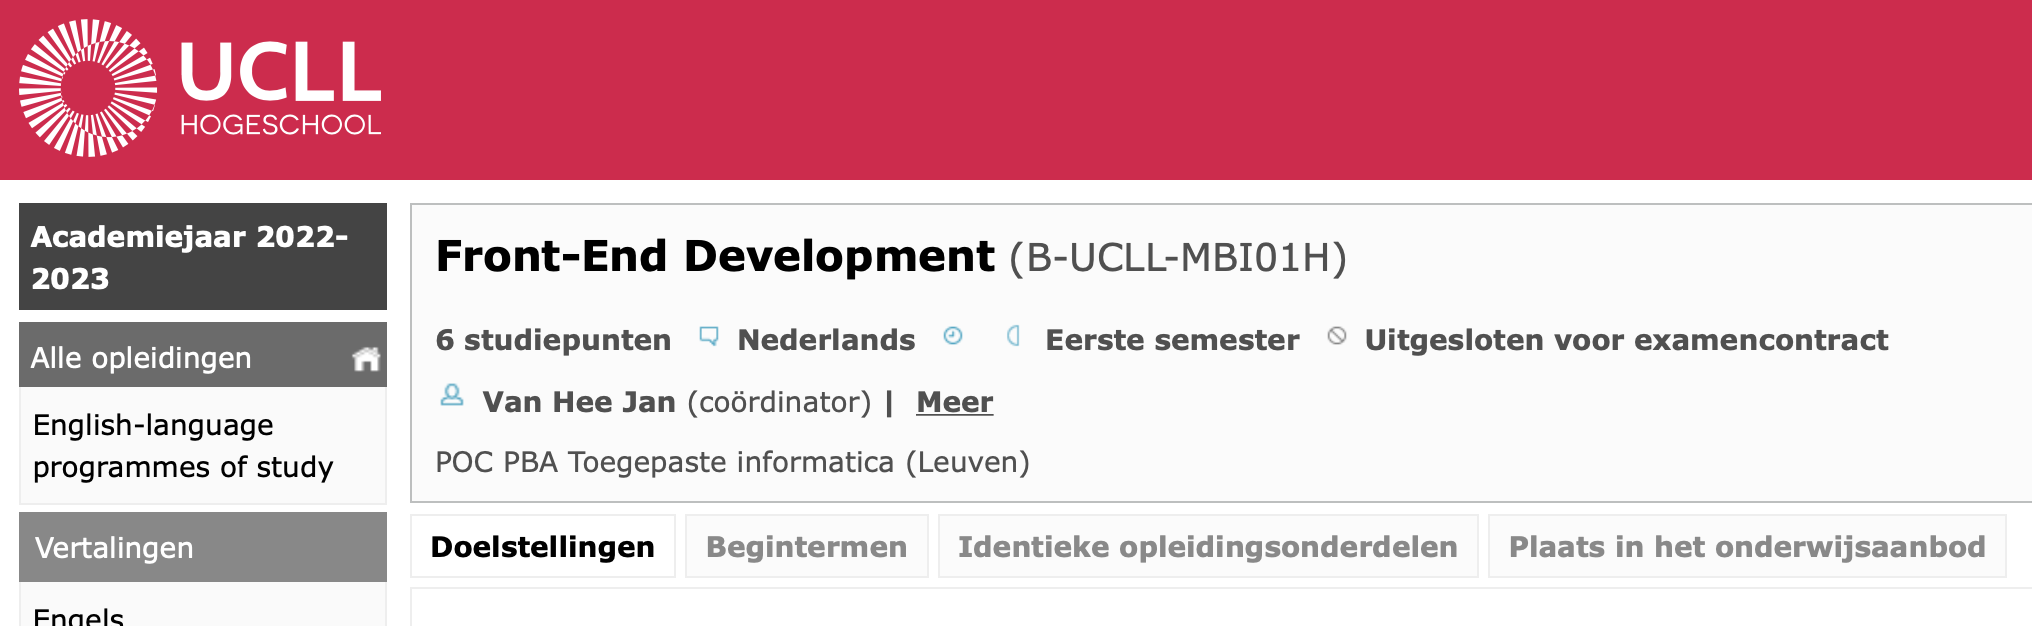 UCLL
HOGESCHOOL
Academiejaar 2022-
2023
Alle opleidingen
English-language
programmes of study
Vertalingen
Engels
Front-End Development (B-UCLL-MBI01H)
6 studiepunten Nederlands Eerste semester Uitgesloten voor examencontract
Van Hee Jan (coördinator) | Meer
POC PBA Toegepaste informatica (Leuven)
Doelstellingen Begintermen Identieke opleidingsonderdelen Plaats in het onderwijsaanbod